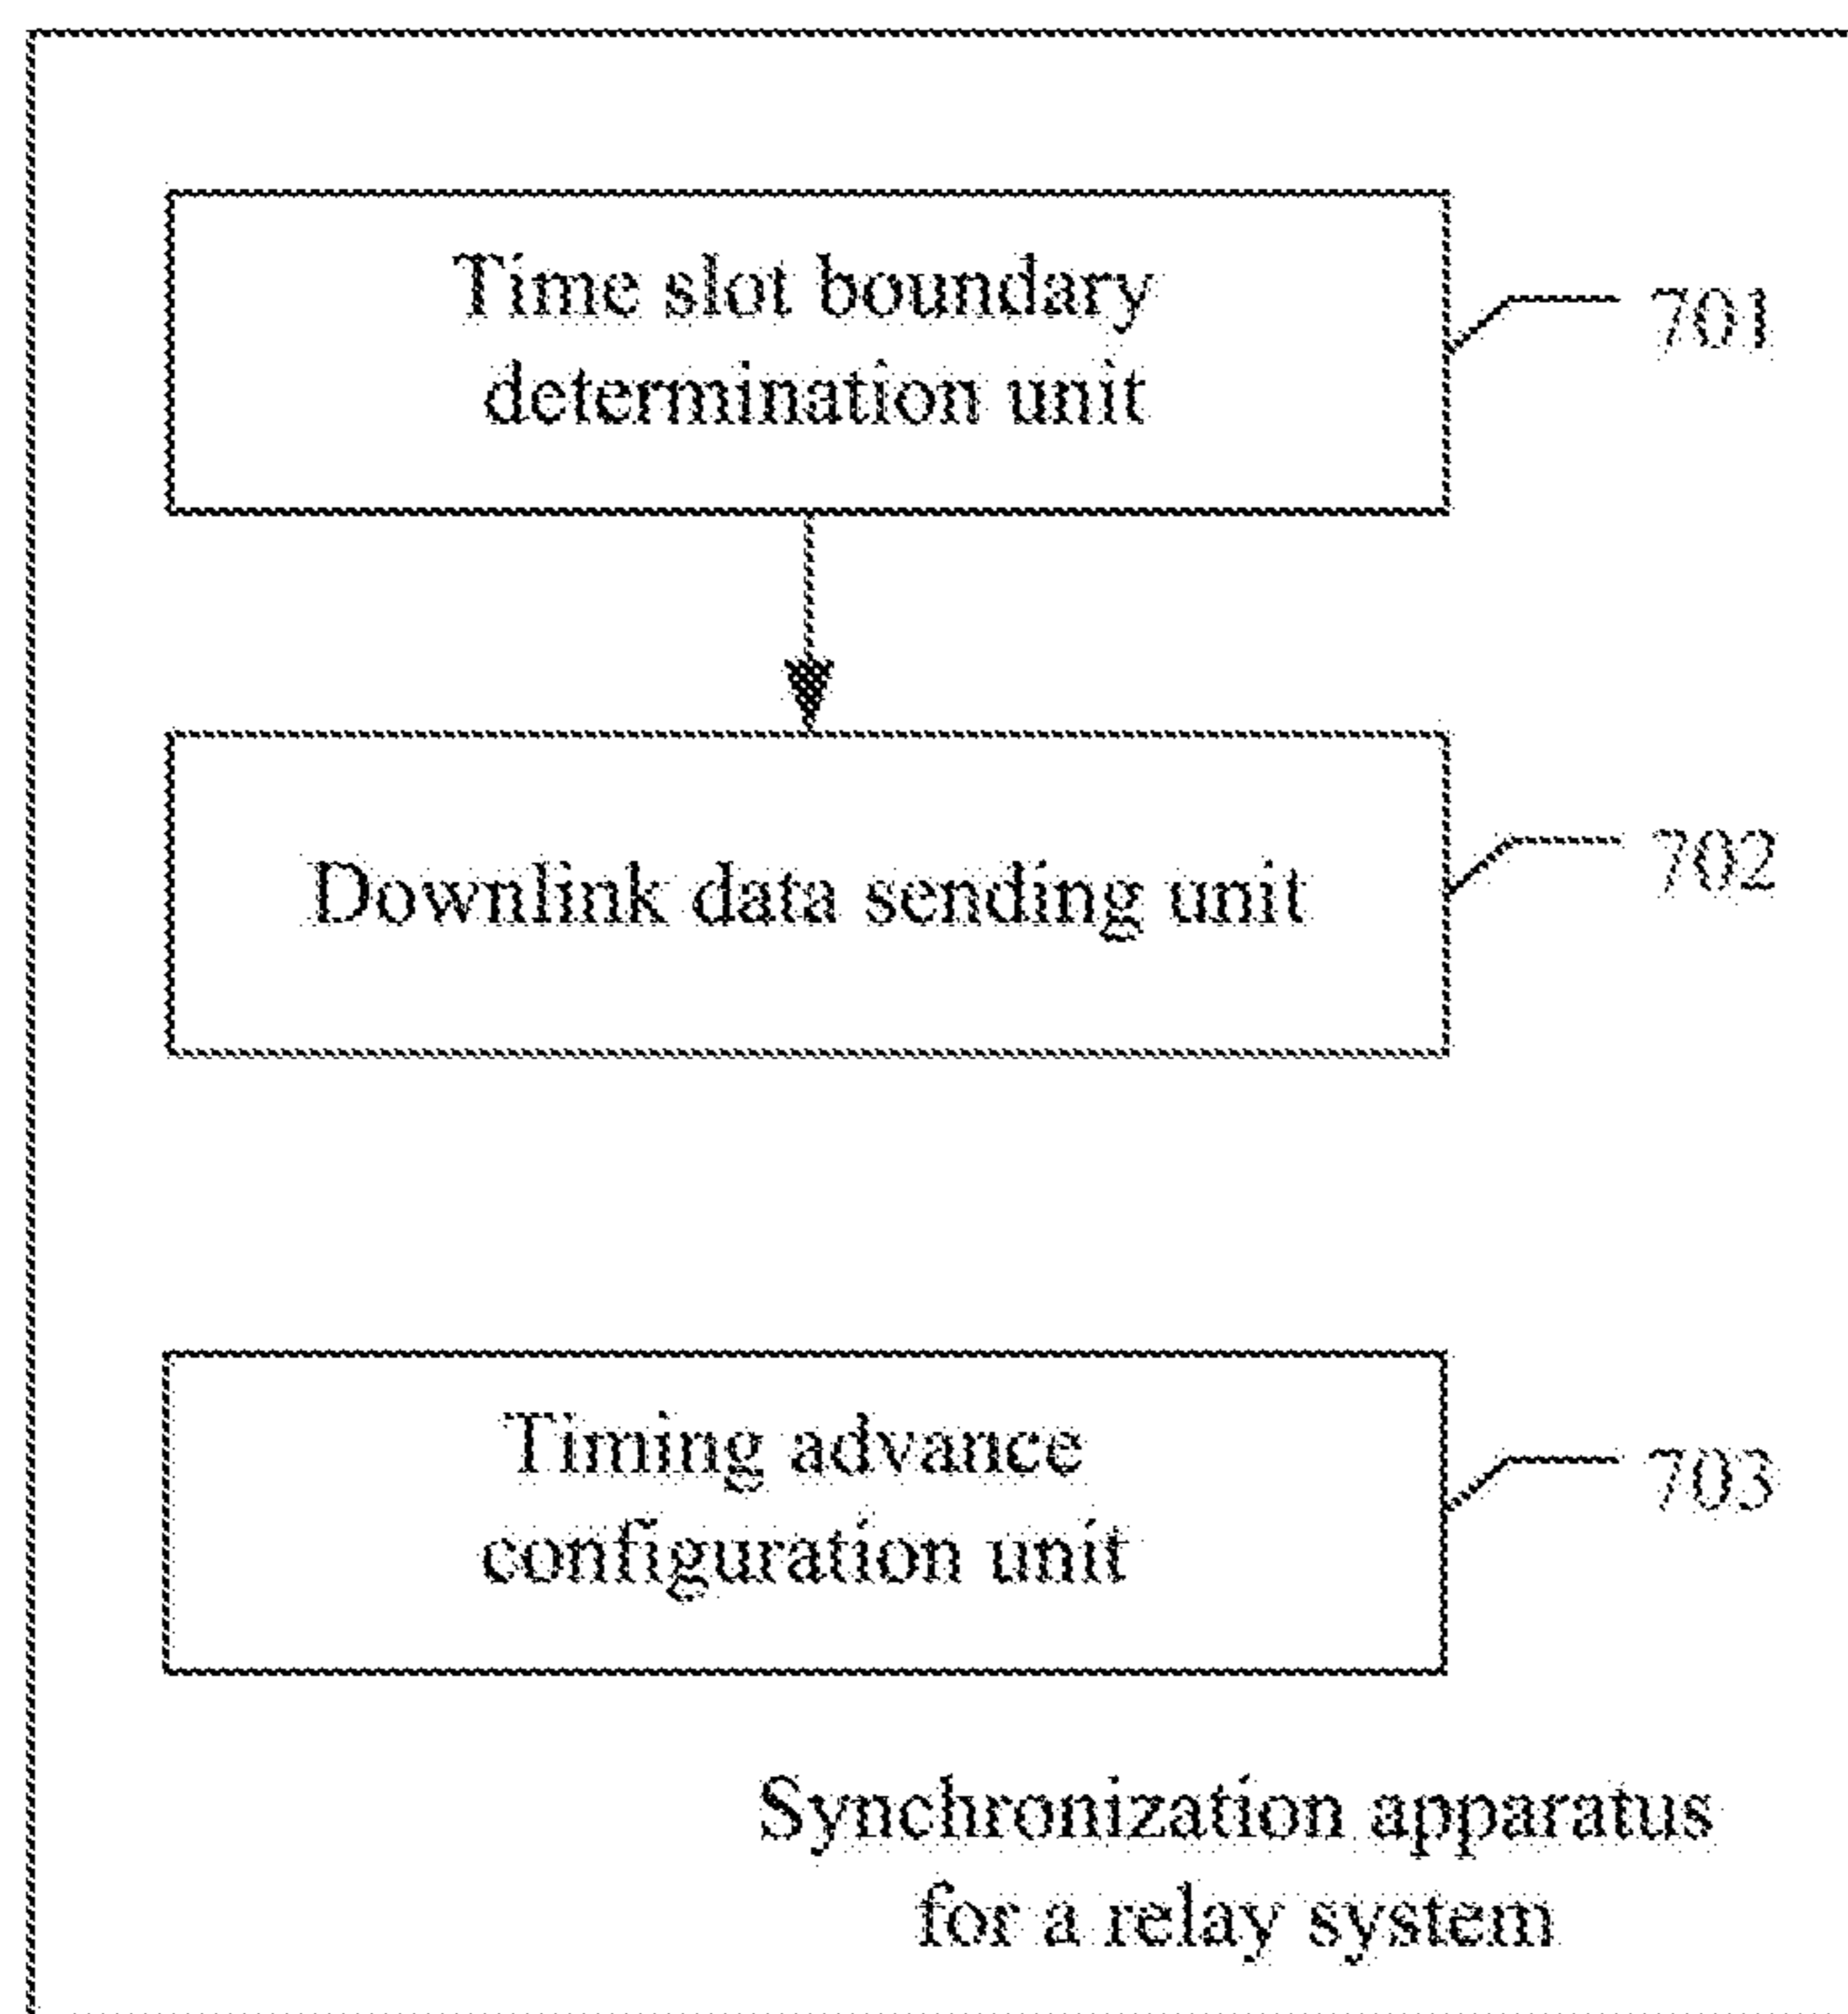 Time slot boundary
determination unit
701
Downlink data sending unit
702
Timing advance
configuration unit
703
Synchronization apparatus
for a relay system